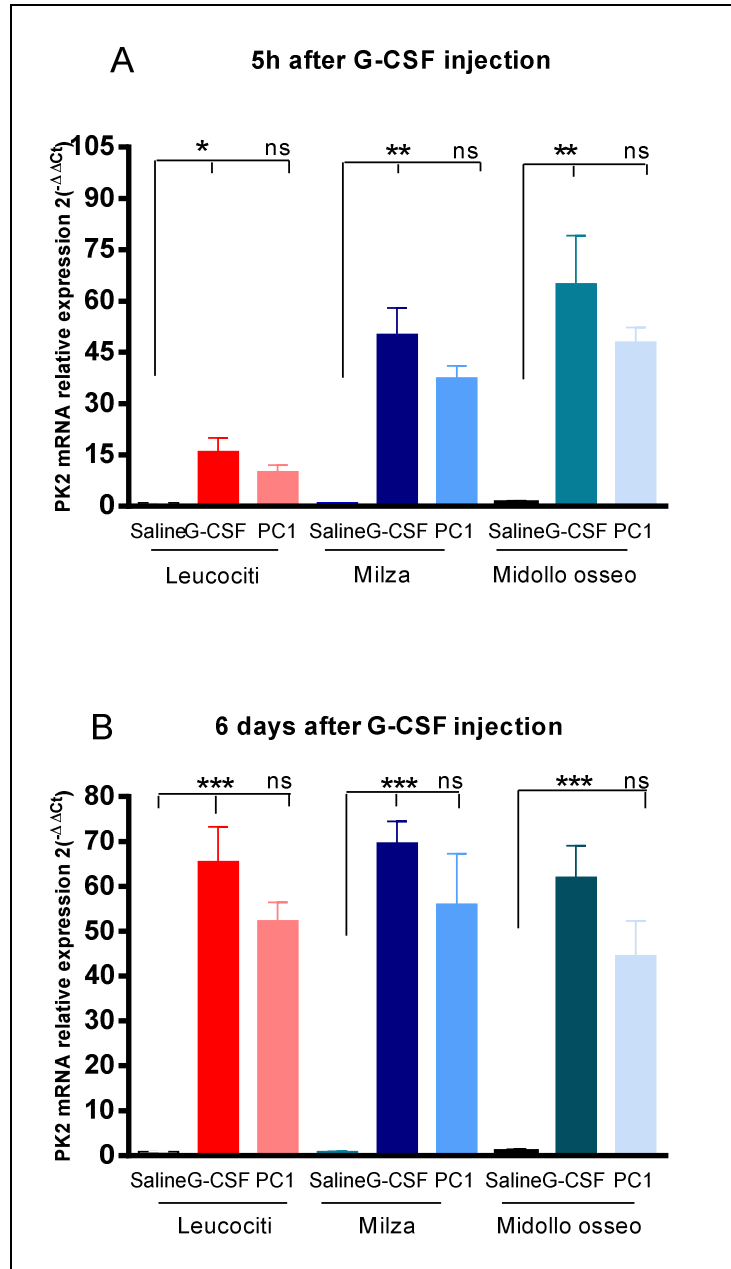 A 5h after G-CSF injection
PK2 mRNA relative expression 2(-Δ ΔCt)
105
90
75
60
45
30
15
0
* ns ** ns ** ns
Saline G-CSF PC1 Saline G-CSF PC1 Saline G-CSF PC1
Leucociti Milza Midollo osseo
B 6 days after G-CSF injection
PK2 mRNA relative expression 2(-Δ ΔCt)
80
70
60
50
40
30
20
10
0
*** ns *** ns *** ns
Saline G-CSF PC1 Saline G-CSF PC1 Saline G-CSF PC1
Leucociti Milza Midollo osseo